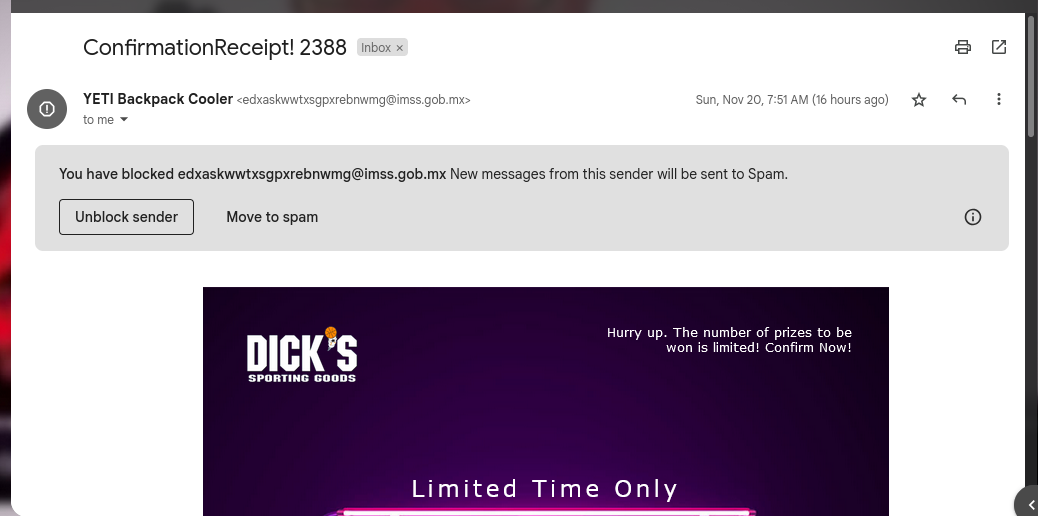 ConfirmationReceipt! 2388 Inbox ×
YETI Backpack Cooler <edxaskwwtxsgpxrebnwmg@imss.gob.mx> Sun, Nov 20, 7:51 AM (16 hours ago)
to me
You have blocked edxaskwwtxsgpxrebnwmg@imss.gob.mx New messages from this sender will be sent to Spam.
Unblock sender Move to spam
DICK'S
SPORTING GOODS
Hurry up. The number of prizes to be
won is limited! Confirm Now!
Limited Time Only